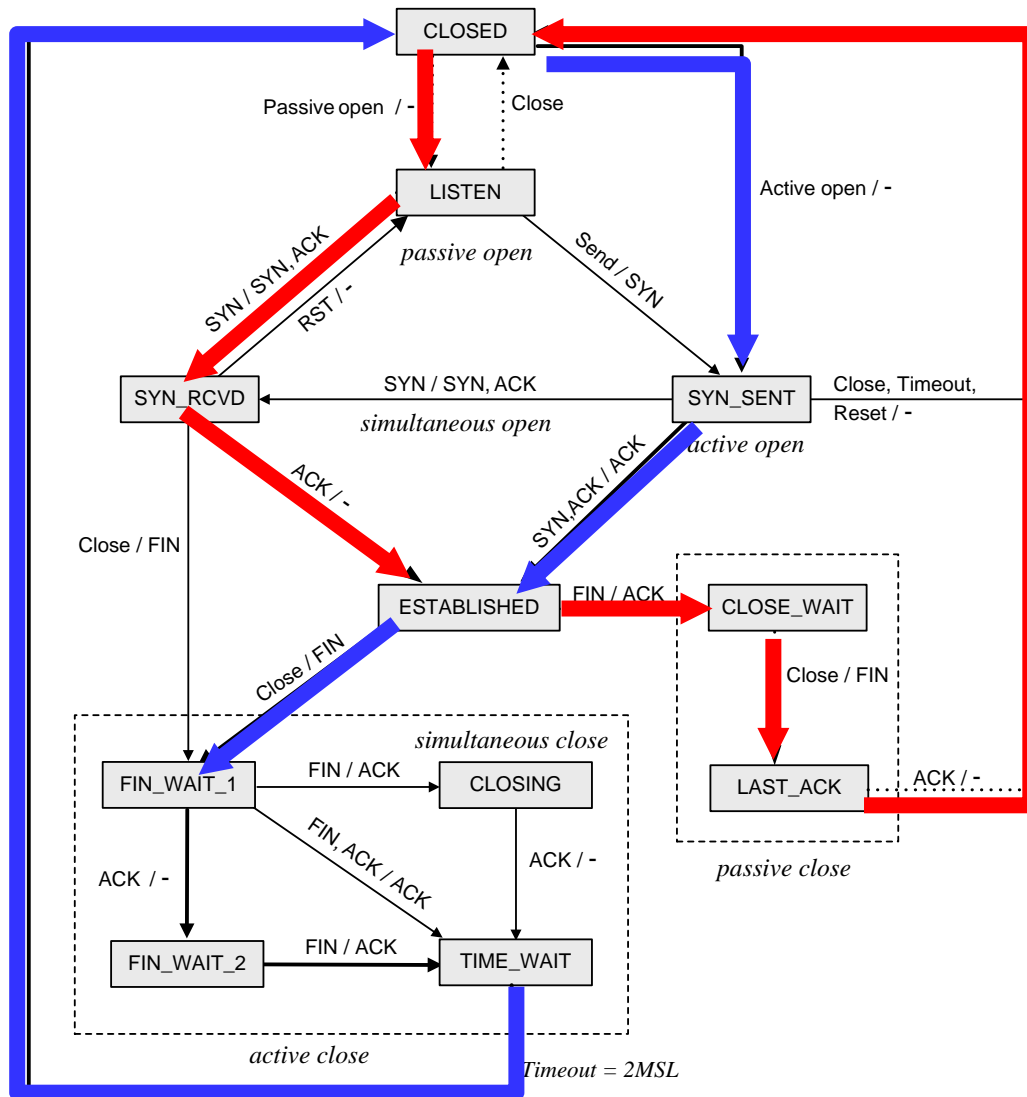 CLOSED
Passive open / -
Close
LISTEN
Active open / -
passive open
Send / SYN
SYN / SYN, ACK
RST / -
SYN_RCVD
SYN / SYN, ACK
simultaneous open
SYN_SENT
Close, Timeout,
Reset / -
active open
ACK / -
SYN,ACK / ACK
Close / FIN
ESTABLISHED
FIN / ACK
CLOSE_WAIT
Close / FIN
Close / FIN
simultaneous close
FIN_WAIT_1
FIN / ACK
CLOSING
LAST_ACK
ACK / -
FIN, ACK / ACK
ACK / -
ACK / -
passive close
FIN_WAIT_2
FIN / ACK
TIME_WAIT
active close
Timeout = 2MSL